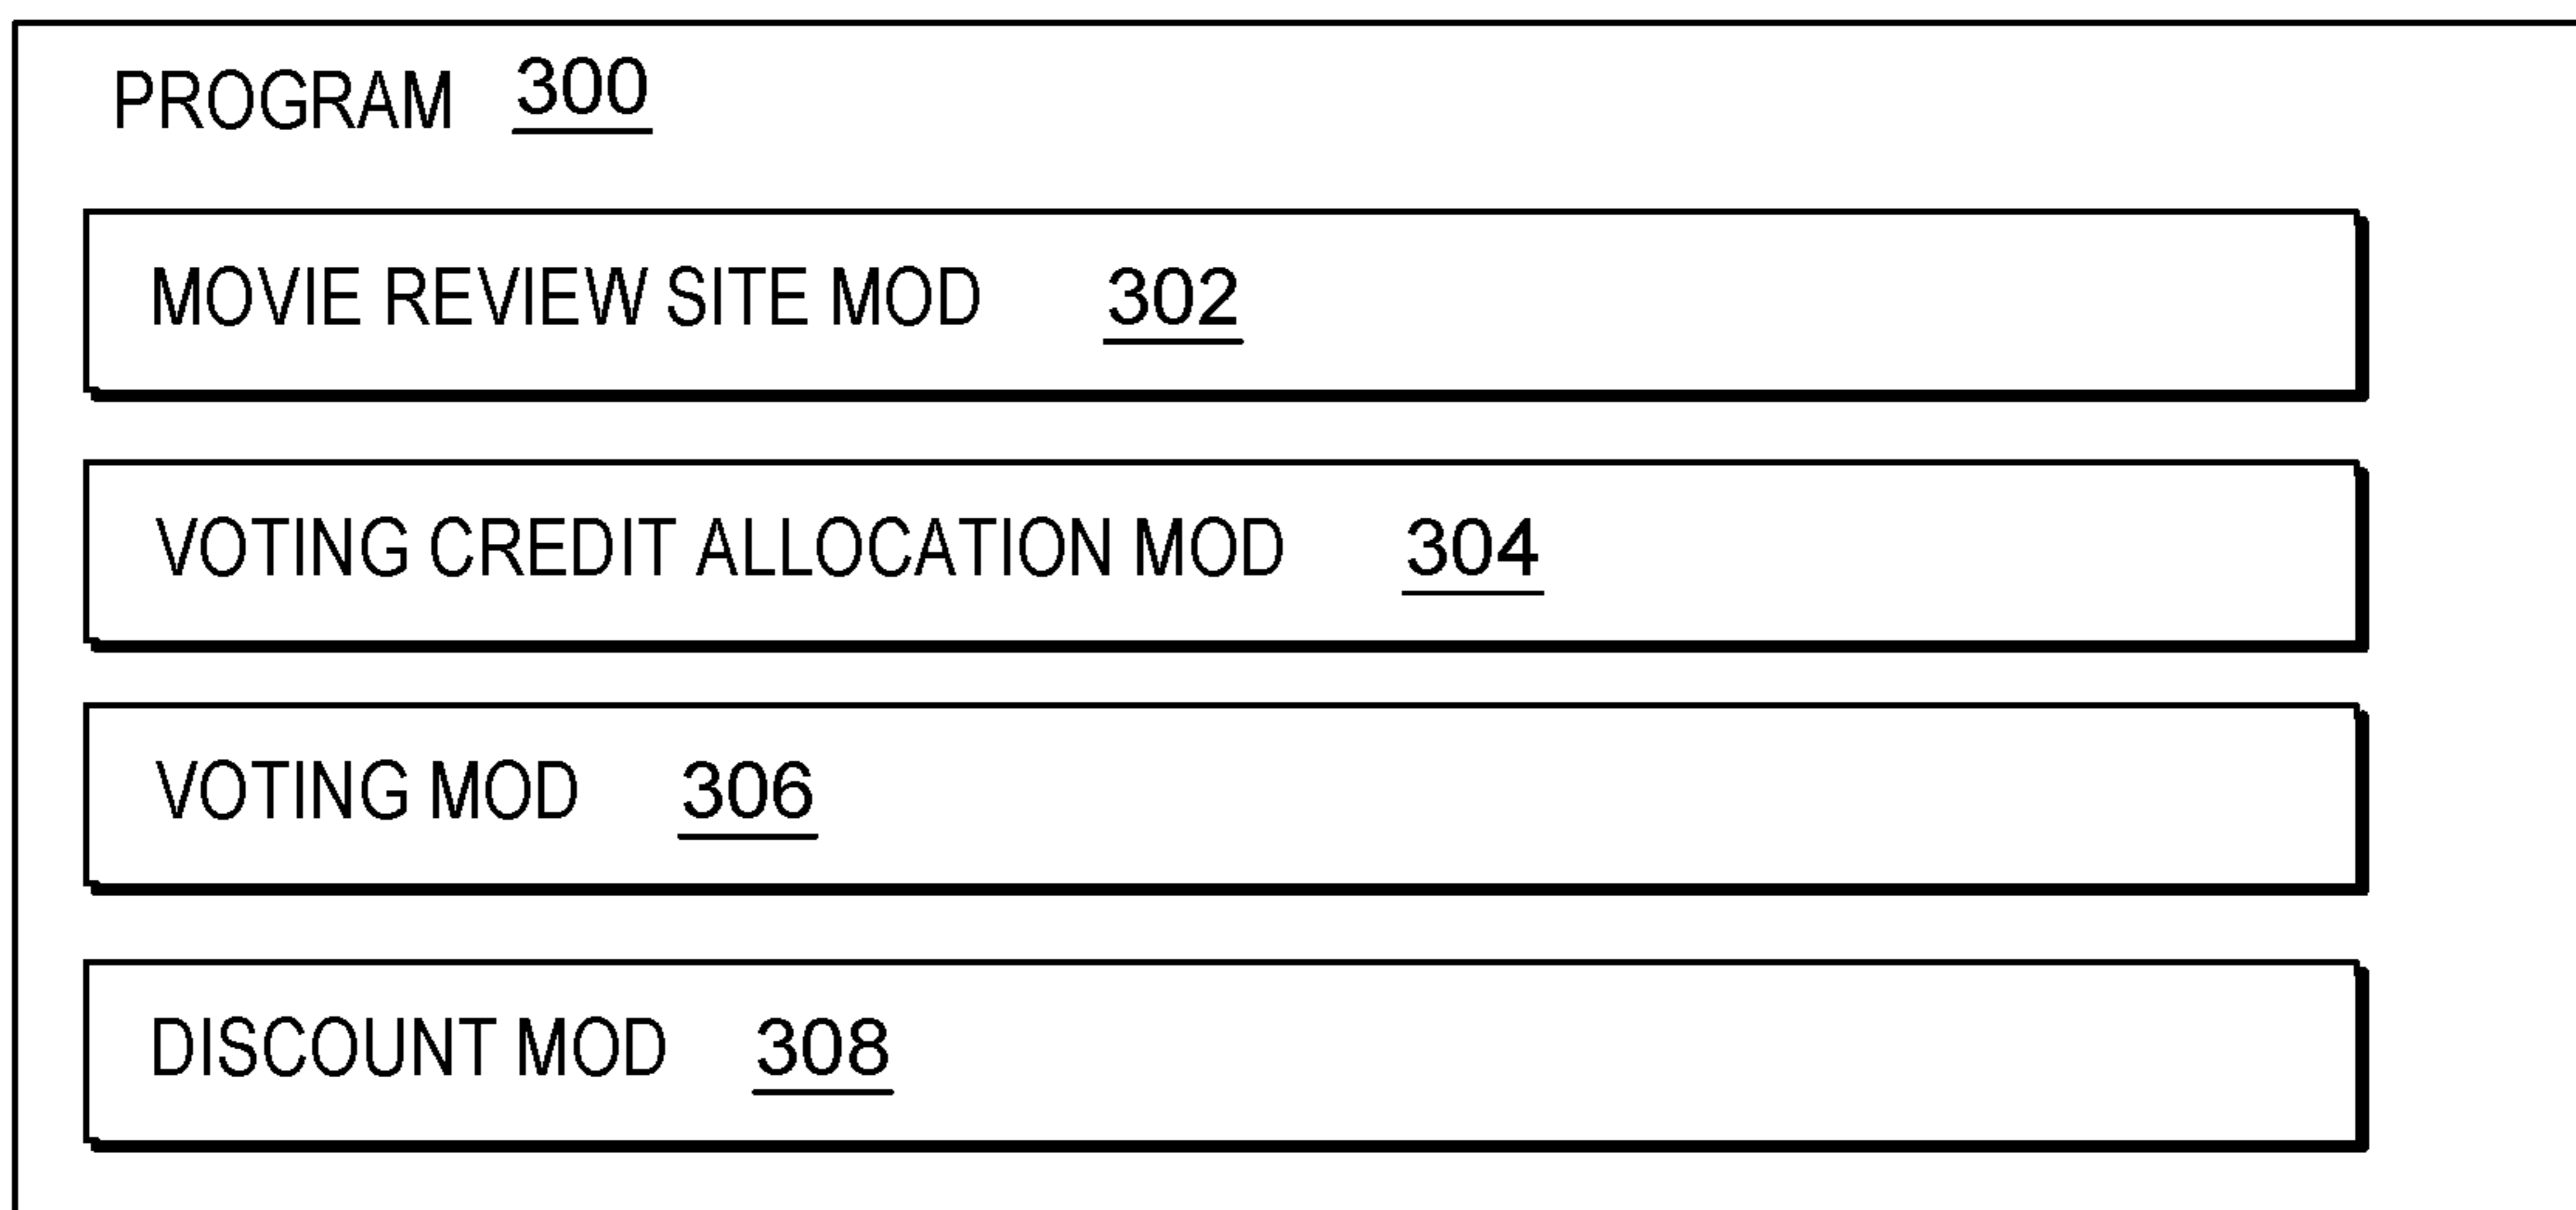 PROGRAM 300
MOVIE REVIEW SITE MOD 302
VOTING CREDIT ALLOCATION MOD 304
VOTING MOD 306
DISCOUNT MOD 308